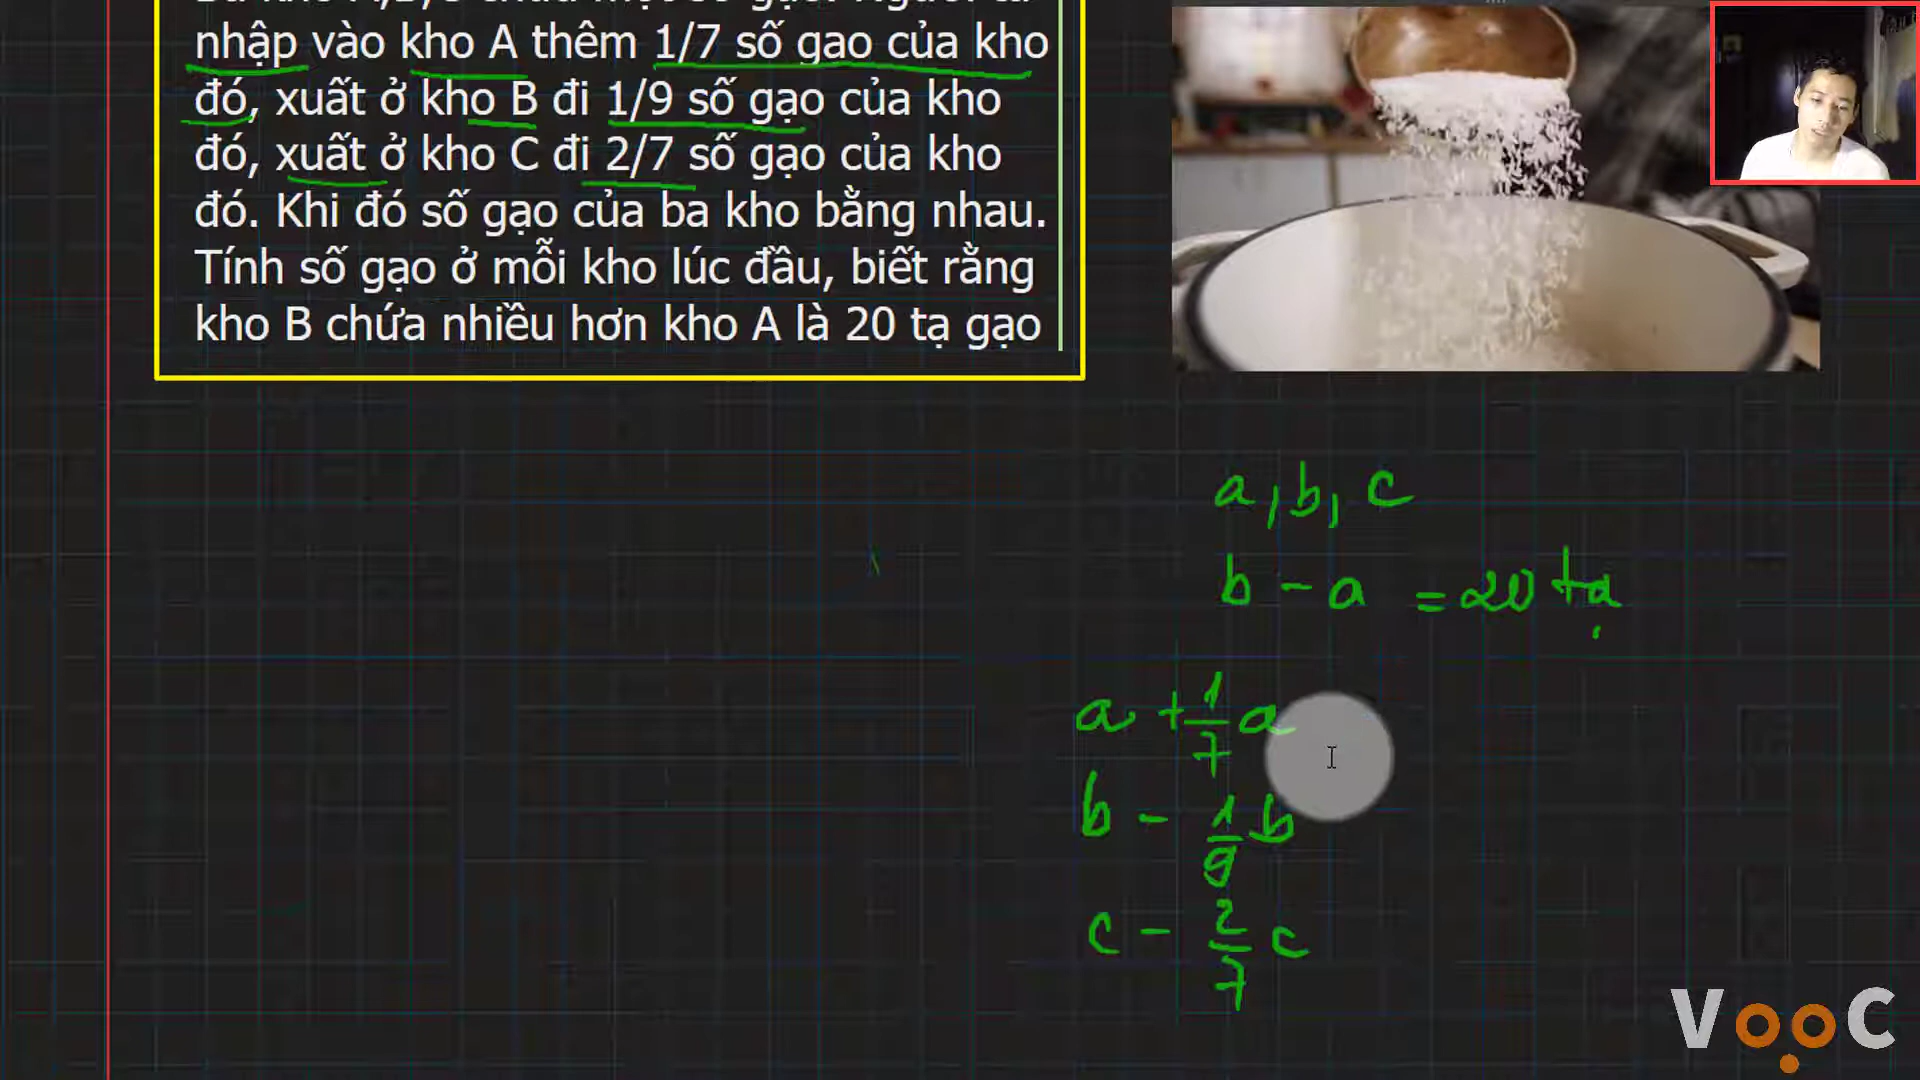 nhập vào kho A thêm 1/7 số gạo của kho
đó, xuất ở kho B đi 1/9 số gạo của kho
đó, xuất ở kho C đi 2/7 số gạo của kho
đó. Khi đó số gạo của ba kho bằng nhau.
Tính số gạo ở mỗi kho lúc đầu, biết rằng
kho B chứa nhiều hơn kho A là 20 tạ gạo
a, b, c
b - a = 20 tạ
a + 1/7 a
b - 1/9 b
c - 2/7 c
VooC